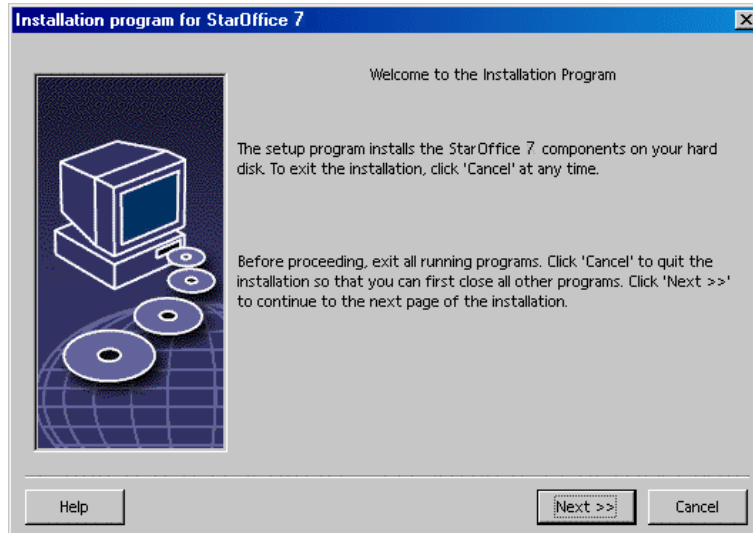 Installation program for StarOffice 7
Welcome to the Installation Program
The setup program installs the StarOffice 7 components on your hard
disk. To exit the installation, click 'Cancel' at any time.
Before proceeding, exit all running programs. Click 'Cancel' to quit the
installation so that you can first close all other programs. Click 'Next >>'
to continue to the next page of the installation.
Help
Next >>
Cancel